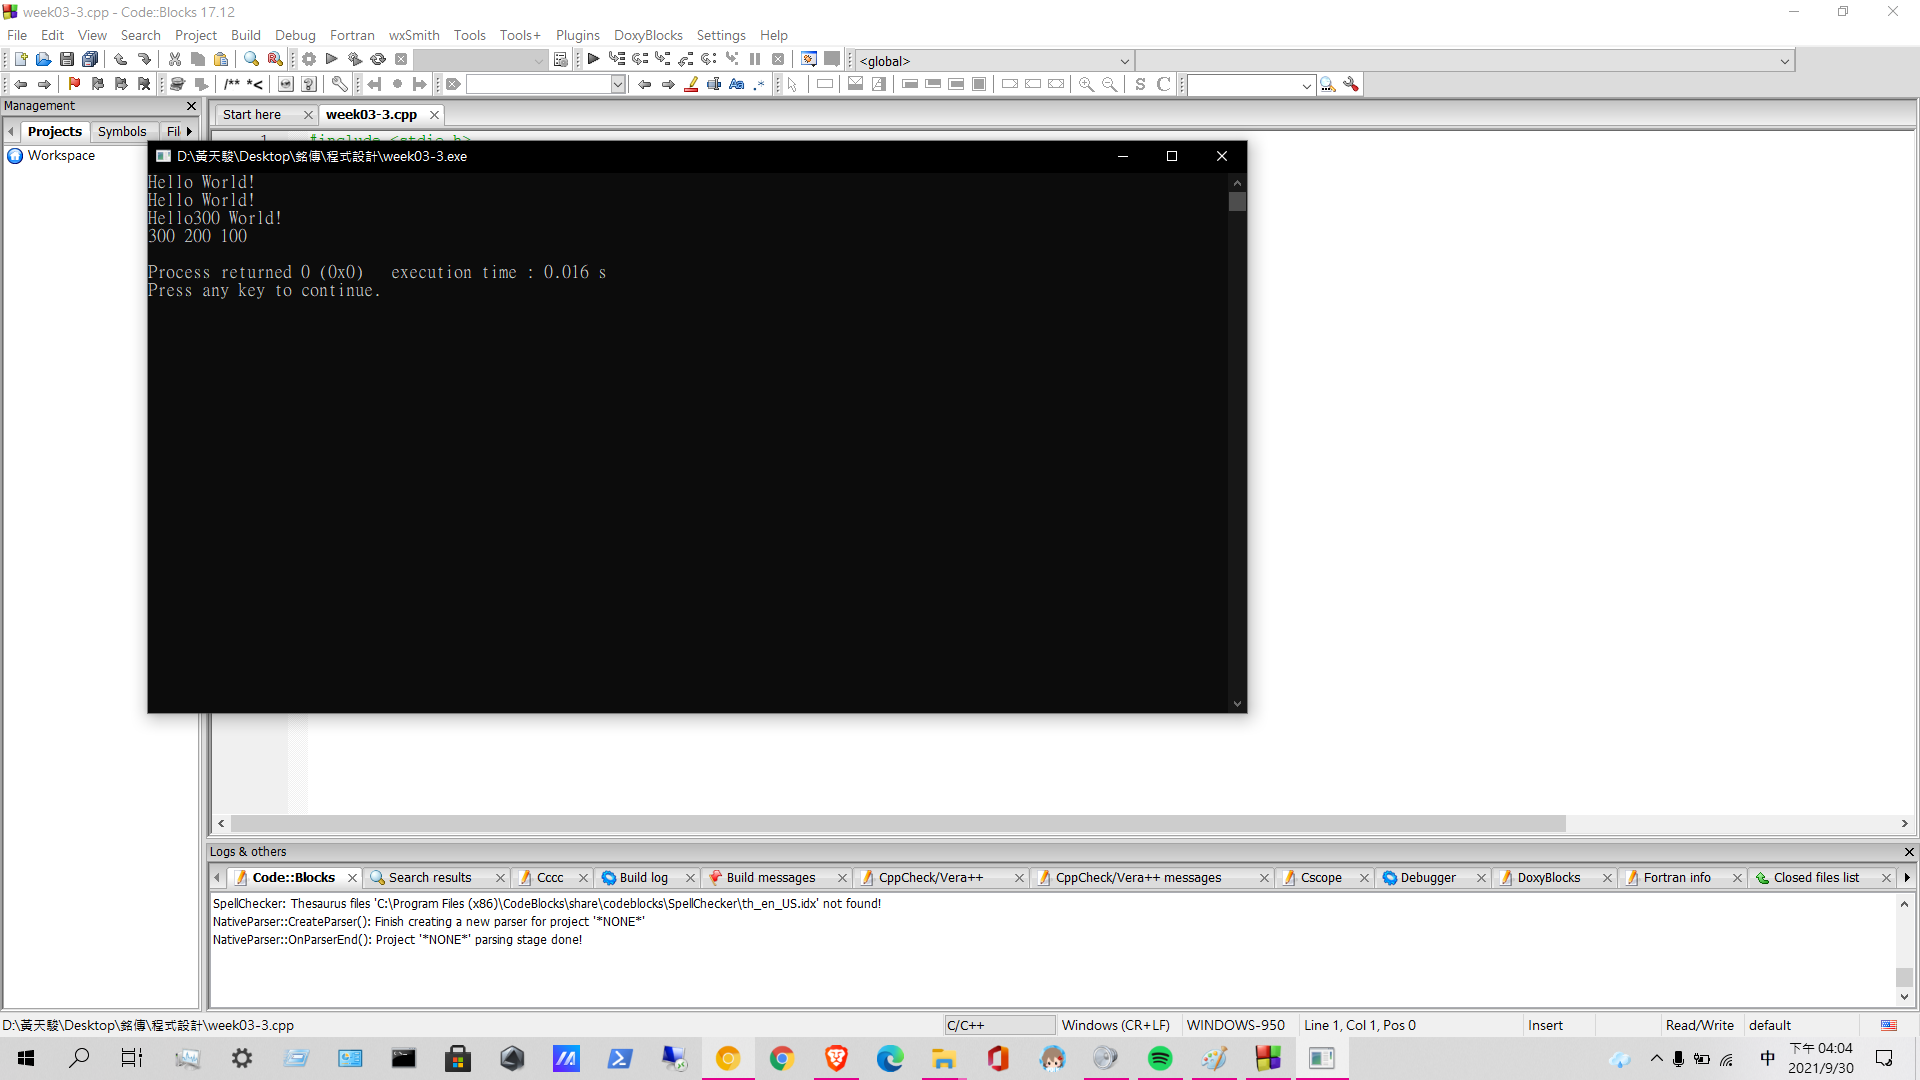 week03-3.cpp - Code::Blocks 17.12
File Edit View Search Project Build Debug Fortran wxSmith Tools Tools+ Plugins DoxyBlocks Settings Help
<global>
/** *<
Aa .*
S C
Management
Projects Symbols Fil
Workspace
Start here week03-3.cpp
1 #include <stdio.h>
D:\黃天駿\Desktop\銘傳\程式設計\week03-3.exe
Hello World!
Hello World!
Hello300 World!
300 200 100
Process returned 0 (0x0)   execution time : 0.016 s
Press any key to continue.
Logs & others
Code::Blocks Search results Cccc Build log Build messages CppCheck/Vera++ CppCheck/Vera++ messages Cscope Debugger DoxyBlocks Fortran info Closed files list
SpellChecker: Thesaurus files 'C:\Program Files (x86)\CodeBlocks\share\codeblocks\SpellChecker\th_en_US.idx' not found!
NativeParser::CreateParser(): Finish creating a new parser for project '*NONE*'
NativeParser::OnParserEnd(): Project '*NONE*' parsing stage done!
D:\黃天駿\Desktop\銘傳\程式設計\week03-3.cpp C/C++ Windows (CR+LF) WINDOWS-950 Line 1, Col 1, Pos 0 Insert Read/Write default
中 下午 04:04
2021/9/30